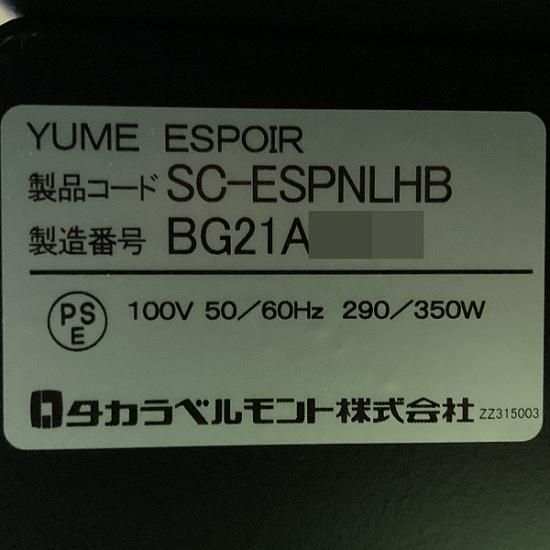 YUME ESPOIR
製品コード SC-ESPNLHB
製造番号 BG21A
PS
E
100V 50/60Hz 290/350W
タカラベルモント株式会社 ZZ315003